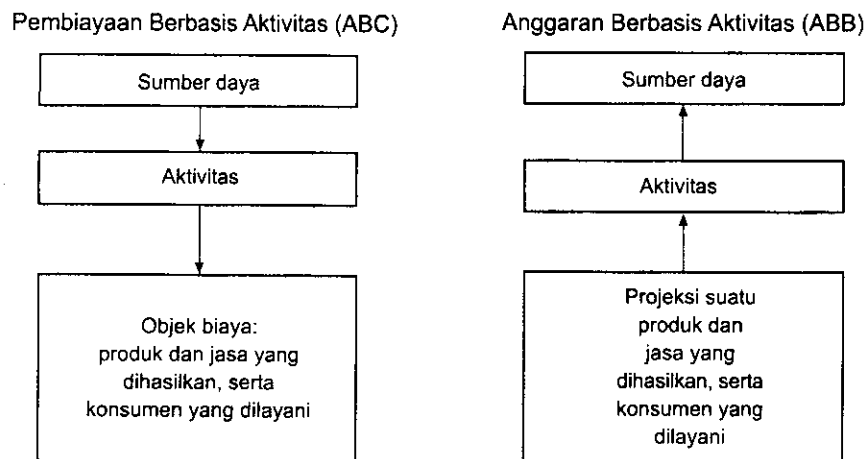 Pembiayaan Berbasis Aktivitas (ABC)
Sumber daya
Aktivitas
Objek biaya:
produk dan jasa yang
dihasilkan, serta
konsumen yang dilayani
Anggaran Berbasis Aktivitas (ABB)
Sumber daya
Aktivitas
Projeksi suatu
produk dan
jasa yang
dihasilkan, serta
konsumen yang
dilayani